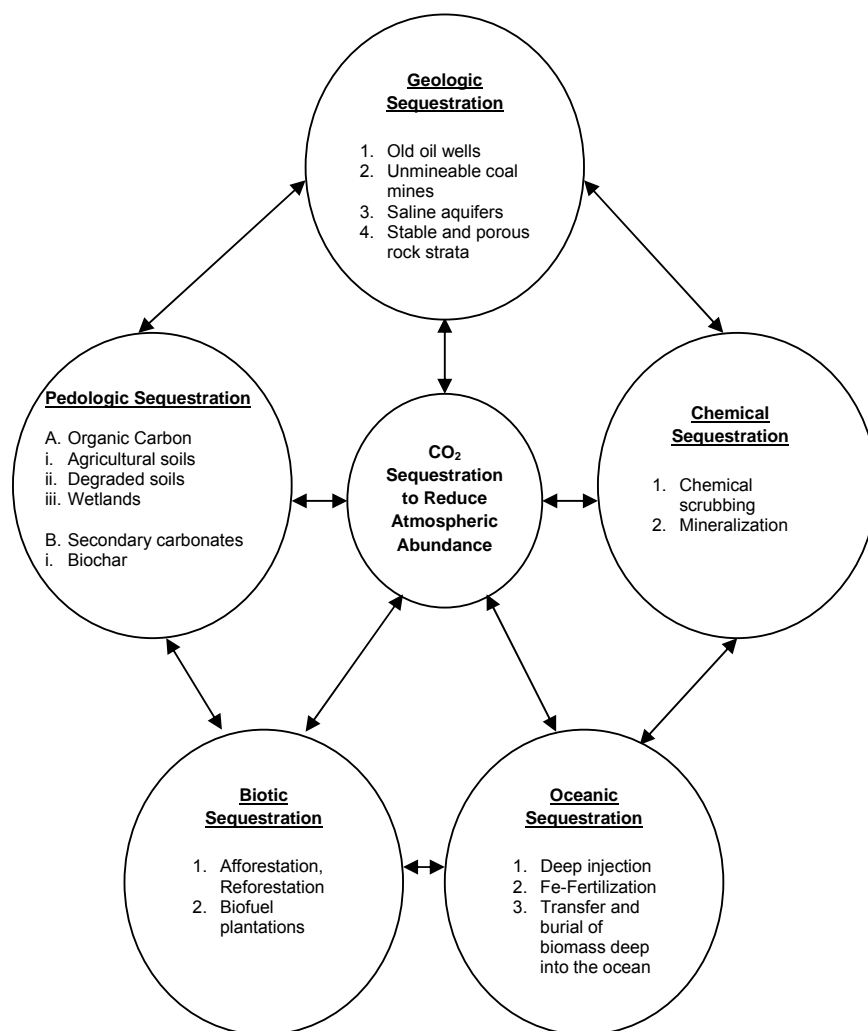 Geologic
Sequestration
1. Old oil wells
2. Unmineable coal
mines
3. Saline aquifers
4. Stable and porous
rock strata
Pedologic Sequestration
A. Organic Carbon
i. Agricultural soils
ii. Degraded soils
iii. Wetlands
B. Secondary carbonates
i. Biochar
CO₂
Sequestration
to Reduce
Atmospheric
Abundance
Chemical
Sequestration
1. Chemical
scrubbing
2. Mineralization
Biotic
Sequestration
1. Afforestation,
Reforestation
2. Biofuel
plantations
Oceanic
Sequestration
1. Deep injection
2. Fe-Fertilization
3. Transfer and
burial of
biomass deep
into the ocean